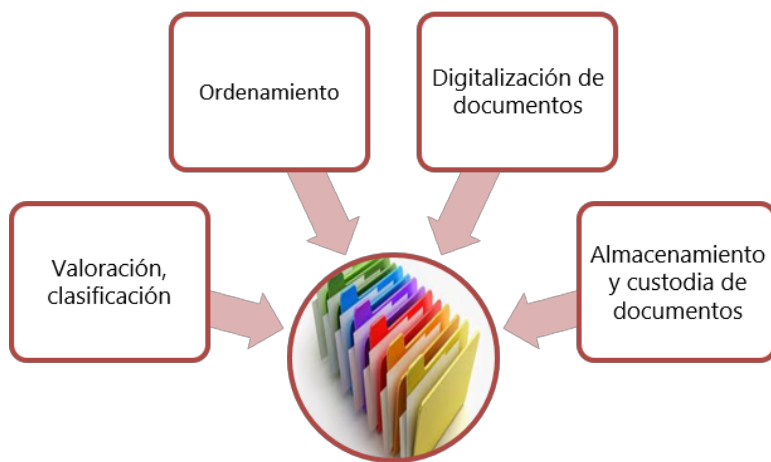 Ordenamiento
Digitalización de
documentos
Valoración,
clasificación
Almacenamiento
y custodia de
documentos